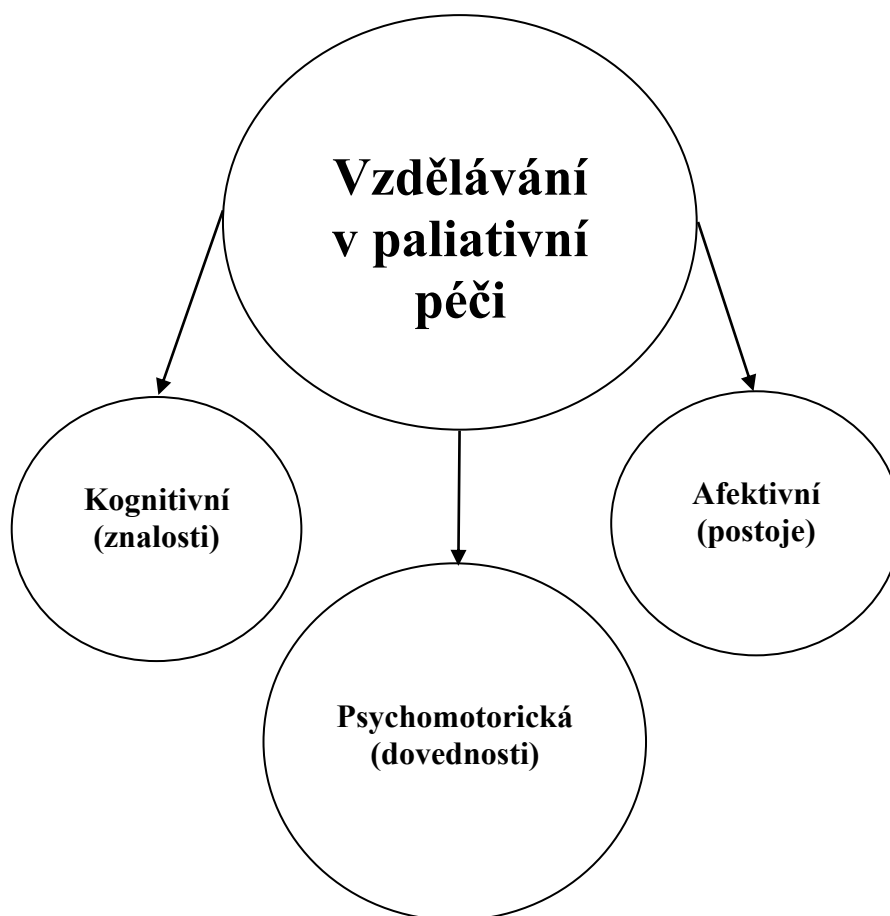 Vzdělávání
v paliativní
péči
Kognitivní
(znalosti)
Afektivní
(postoje)
Psychomotorická
(dovednosti)